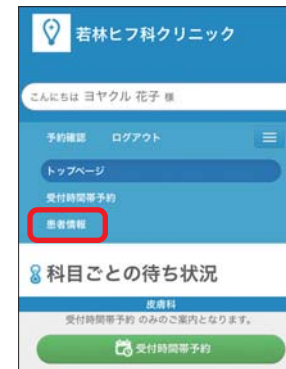 若林ヒフ科クリニック
こんにちは ヨヤクル 花子 様
予約確認 ログアウト
トップページ
受付時間帯予約
患者情報
科目ごとの待ち状況
皮膚科
受付時間帯予約 のみのご案内となります。
受付時間帯予約